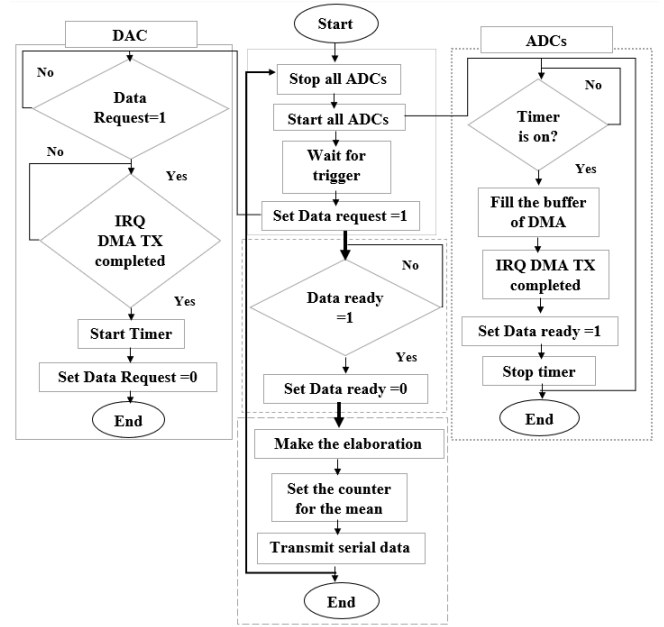 DAC
No
Data
Request=1
No
Yes
IRQ
DMA TX
completed
Yes
Start Timer
Set Data Request =0
End
Start
Stop all ADCs
Start all ADCs
Wait for
trigger
Set Data request =1
No
Data ready
=1
Yes
Set Data ready =0
Make the elaboration
Set the counter
for the mean
Transmit serial data
End
ADCs
No
Timer
is on?
Yes
Fill the buffer
of DMA
IRQ DMA TX
completed
Set Data ready =1
Stop timer
End